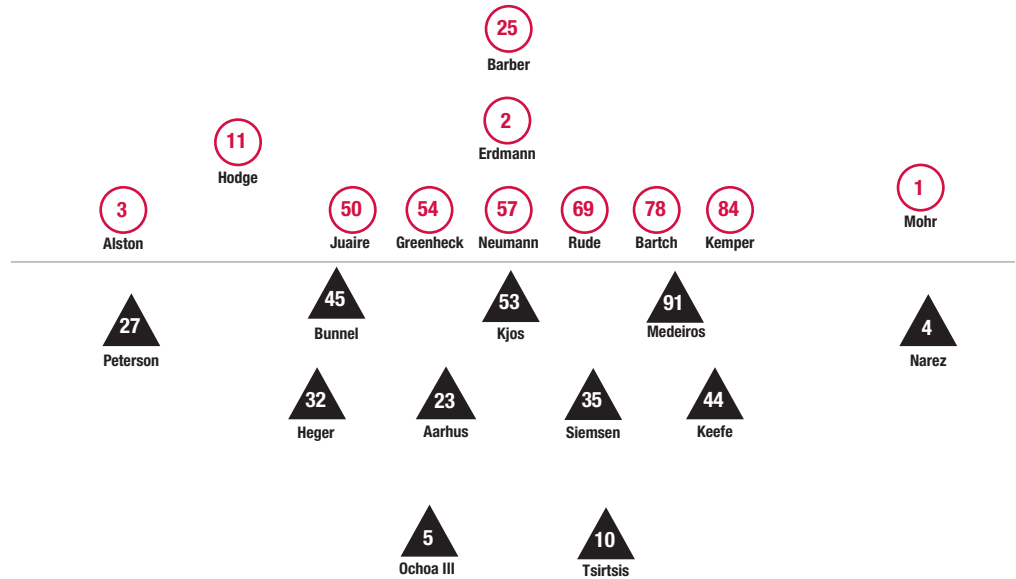 25
Barber
2
Erdmann
11
Hodge
3
Alston
50
Juaire
54
Greenheck
57
Neumann
69
Rude
78
Bartch
84
Kemper
1
Mohr
27
Peterson
45
Bunnel
53
Kjos
91
Medeiros
4
Narez
32
Heger
23
Aarhus
35
Siemsen
44
Keefe
5
Ochoa III
10
Tsirtsis